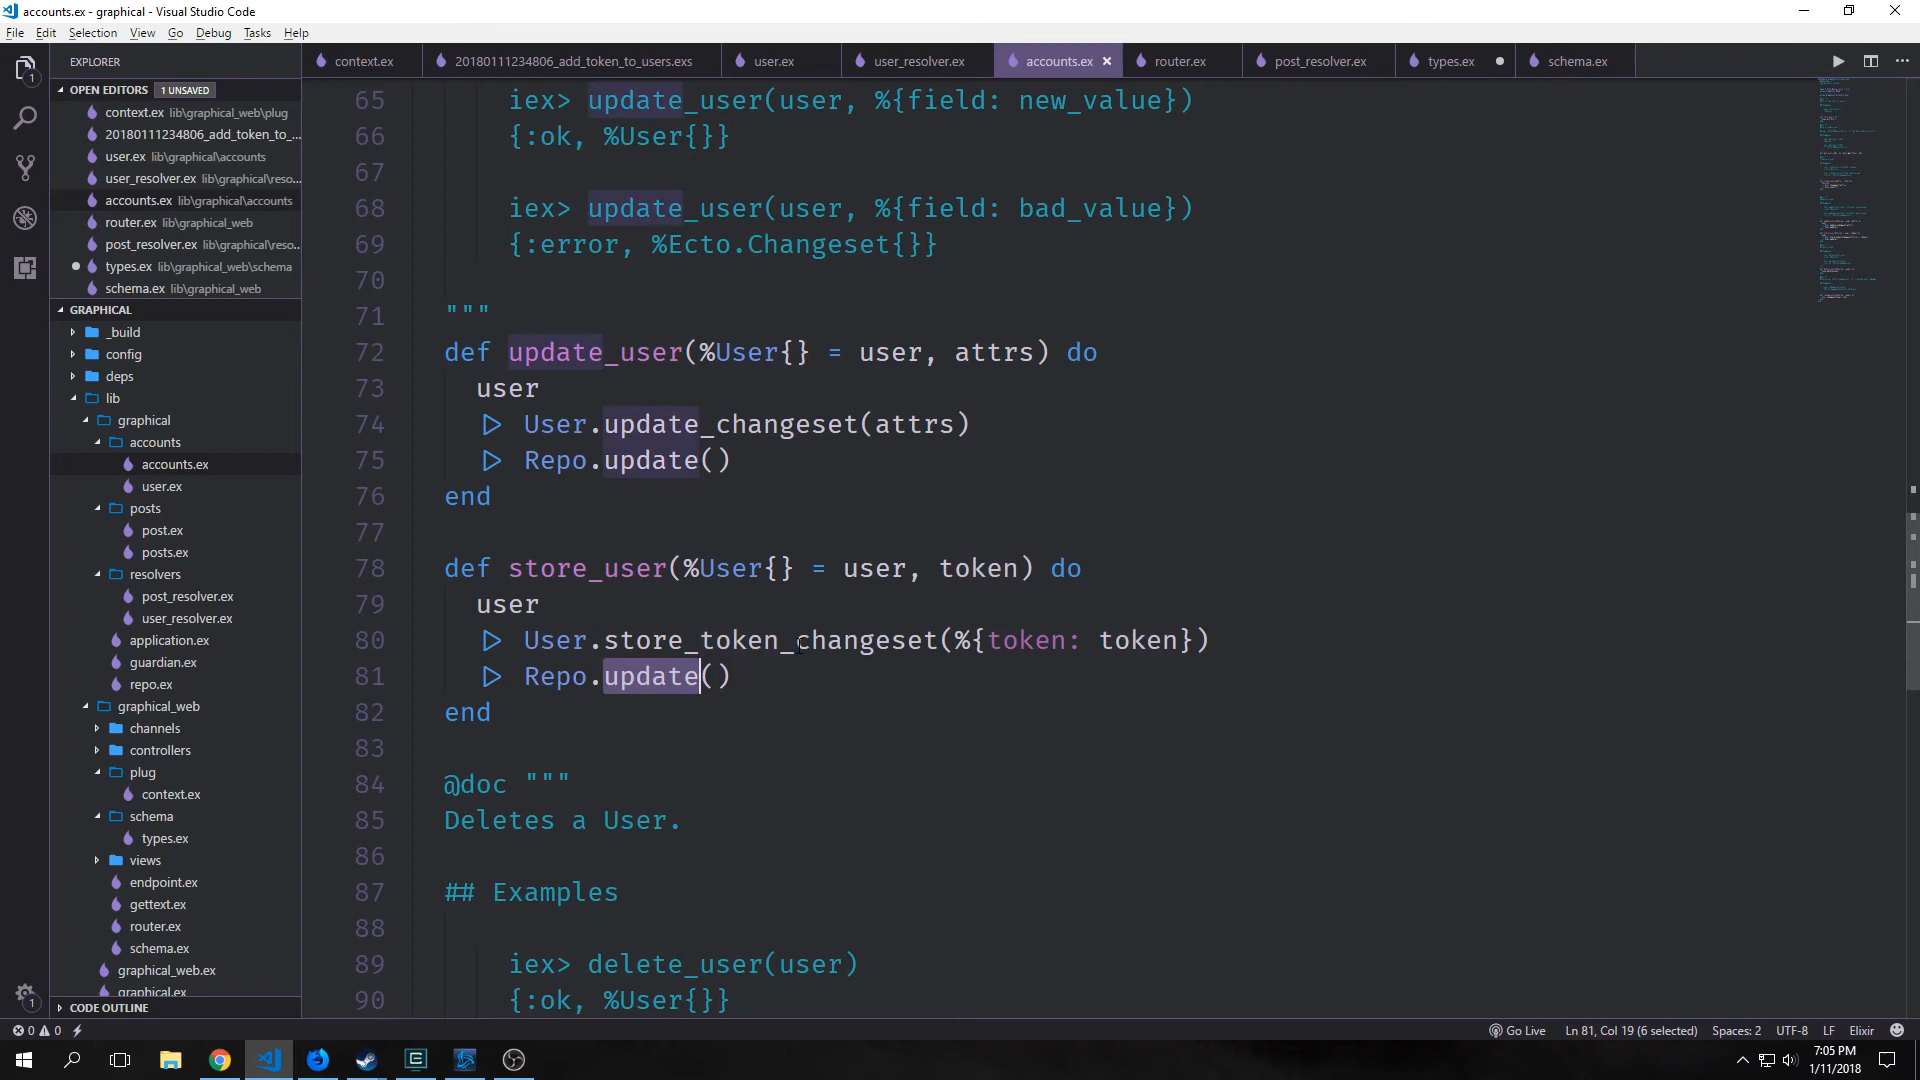 accounts.ex - graphical - Visual Studio Code
File Edit Selection View Go Debug Tasks Help
EXPLORER
OPEN EDITORS 1 UNSAVED
context.ex lib\graphical_web\plug
20180111234806_add_token_to_...
user.ex lib\graphical\accounts
user_resolver.ex lib\graphical\reso...
accounts.ex lib\graphical\accounts
router.ex lib\graphical_web
post_resolver.ex lib\graphical\reso...
types.ex lib\graphical_web\schema
schema.ex lib\graphical_web
GRAPHICAL
_build
config
deps
lib
graphical
accounts
accounts.ex
user.ex
posts
post.ex
posts.ex
resolvers
post_resolver.ex
user_resolver.ex
application.ex
guardian.ex
repo.ex
graphical_web
channels
controllers
plug
context.ex
schema
types.ex
views
endpoint.ex
gettext.ex
router.ex
schema.ex
graphical_web.ex
graphical.ex
CODE OUTLINE
context.ex 20180111234806_add_token_to_users.exs user.ex user_resolver.ex accounts.ex router.ex post_resolver.ex types.ex schema.ex
65 iex> update_user(user, %{field: new_value})
66 {:ok, %User{}}
67
68 iex> update_user(user, %{field: bad_value})
69 {:error, %Ecto.Changeset{}}
70
71 """
72 def update_user(%User{} = user, attrs) do
73 user
74 |> User.update_changeset(attrs)
75 |> Repo.update()
76 end
77
78 def store_user(%User{} = user, token) do
79 user
80 |> User.store_token_changeset(%{token: token})
81 |> Repo.update()
82 end
83
84 @doc """
85 Deletes a User.
86
87 ## Examples
88
89 iex> delete_user(user)
90 {:ok, %User{}}
0 0 Go Live Ln 81, Col 19 (6 selected) Spaces: 2 UTF-8 LF Elixir
7:05 PM
1/11/2018